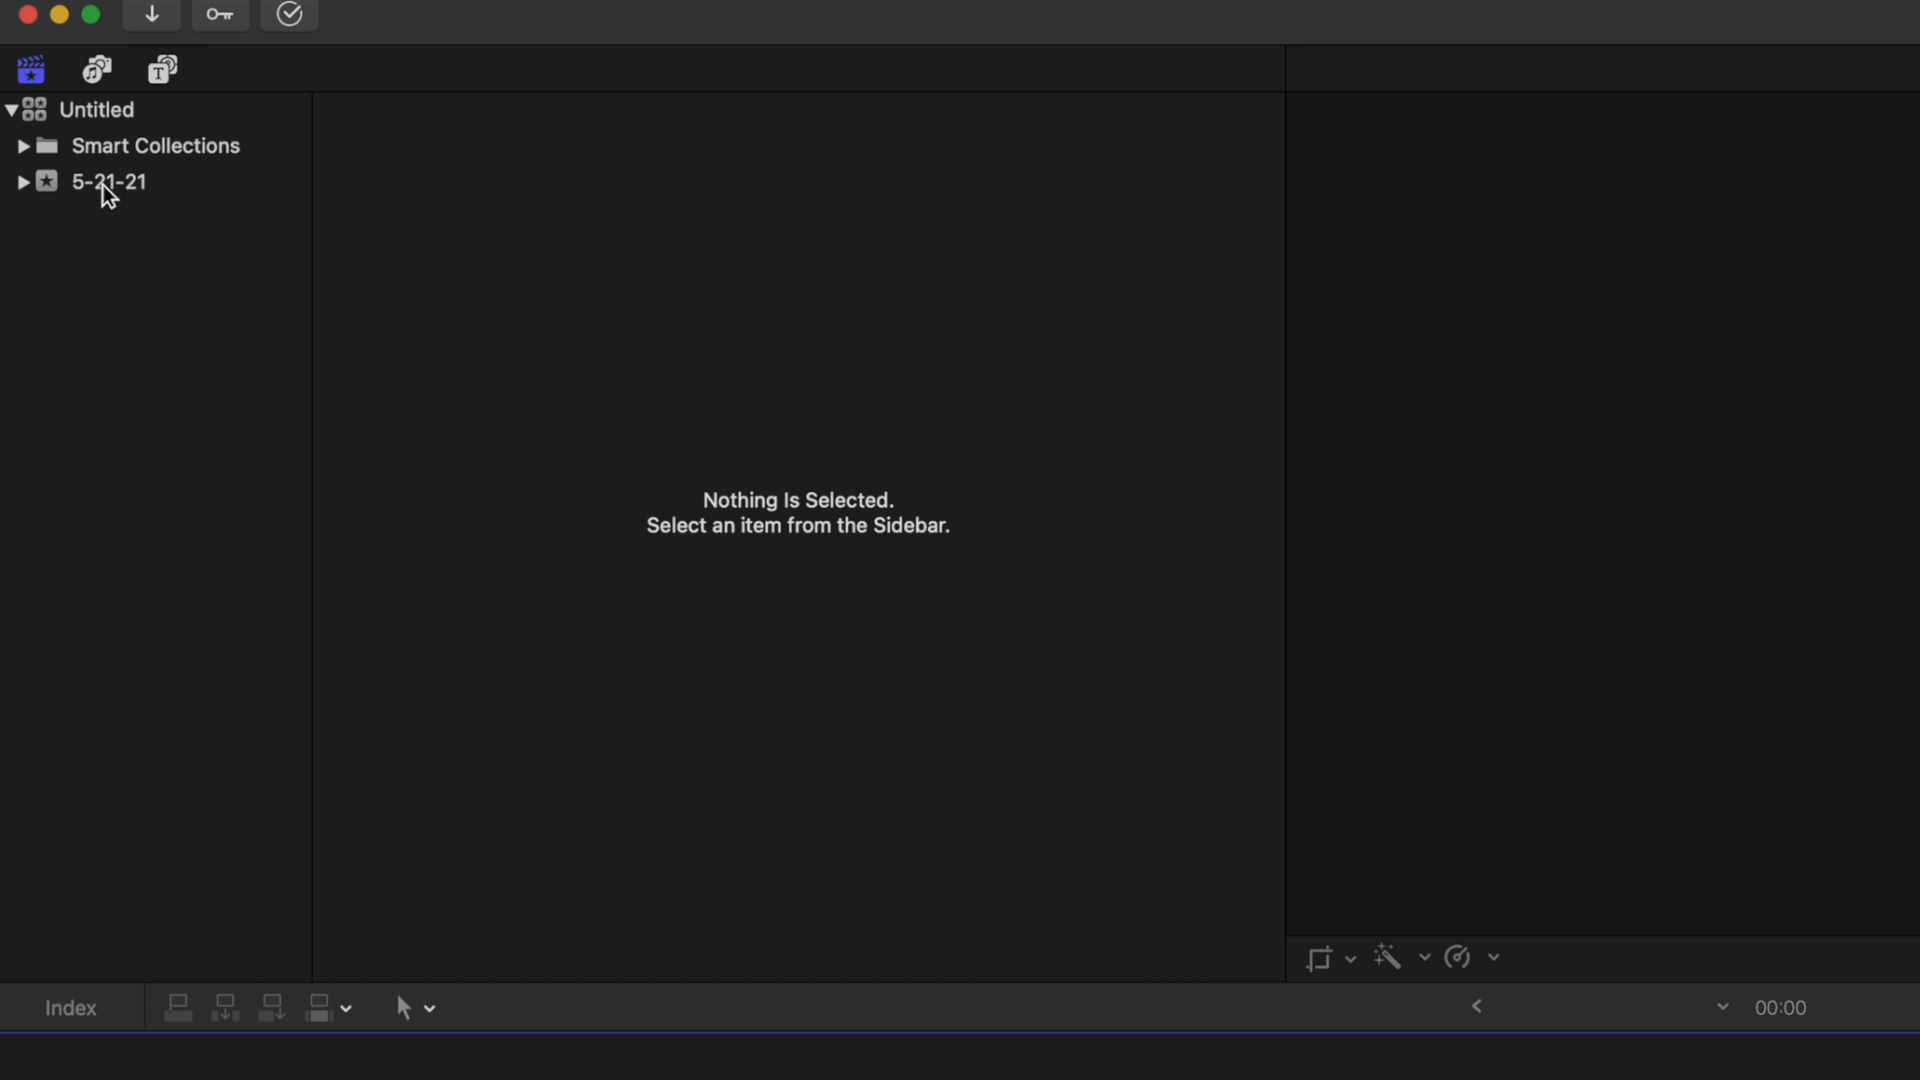 Untitled
Smart Collections
5-21-21
Nothing Is Selected.
Select an item from the Sidebar.
Index
00:00